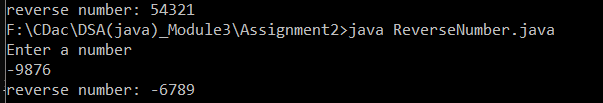 reverse number: 54321
F:\CDac\DSA(java)_Module3\Assignment2>java ReverseNumber.java
Enter a number
-9876
reverse number: -6789